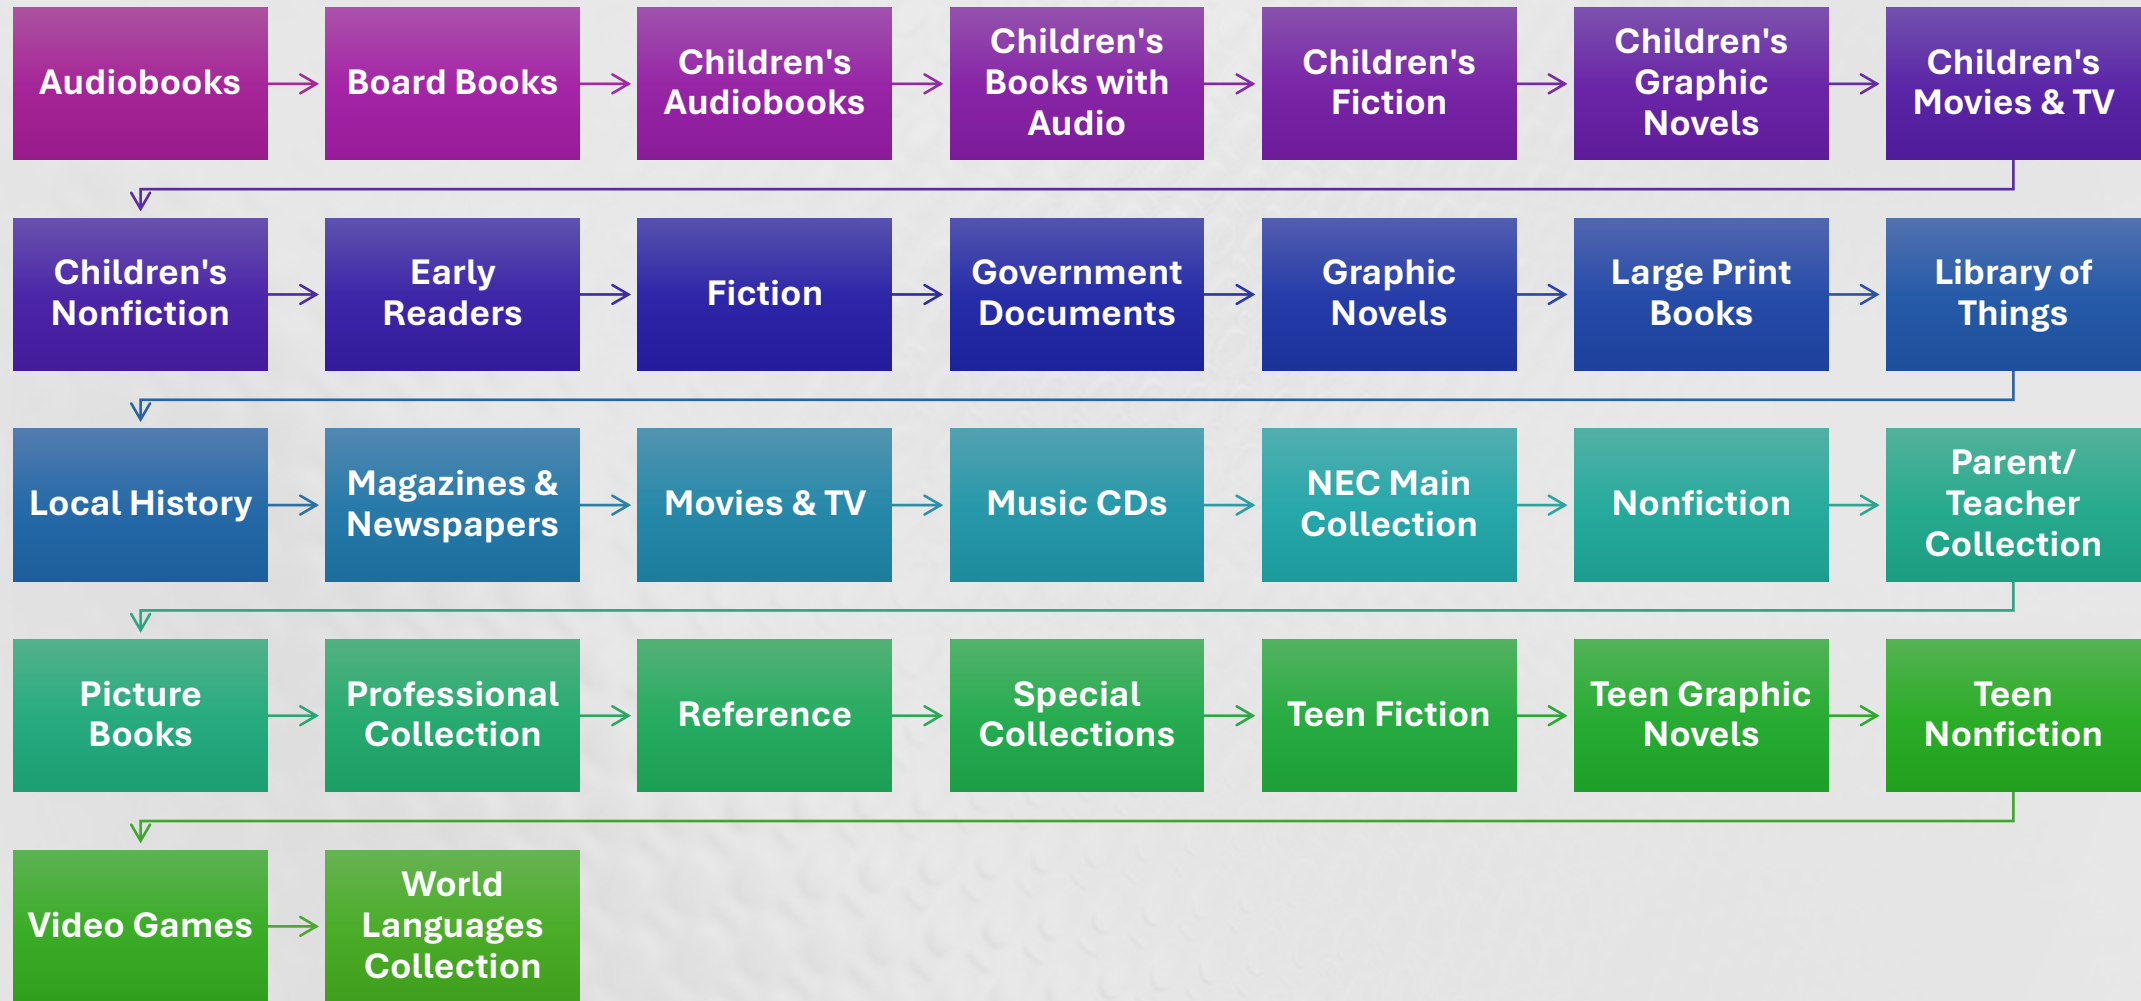 Audiobooks
Board Books
Children's
Audiobooks
Children's
Books with
Audio
Children's
Fiction
Children's
Graphic
Novels
Children's
Movies & TV
Children's
Nonfiction
Early
Readers
Fiction
Government
Documents
Graphic
Novels
Large Print
Books
Library of
Things
Local History
Magazines &
Newspapers
Movies & TV
Music CDs
NEC Main
Collection
Nonfiction
Parent/
Teacher
Collection
Picture
Books
Professional
Collection
Reference
Special
Collections
Teen Fiction
Teen Graphic
Novels
Teen
Nonfiction
Video Games
World
Languages
Collection